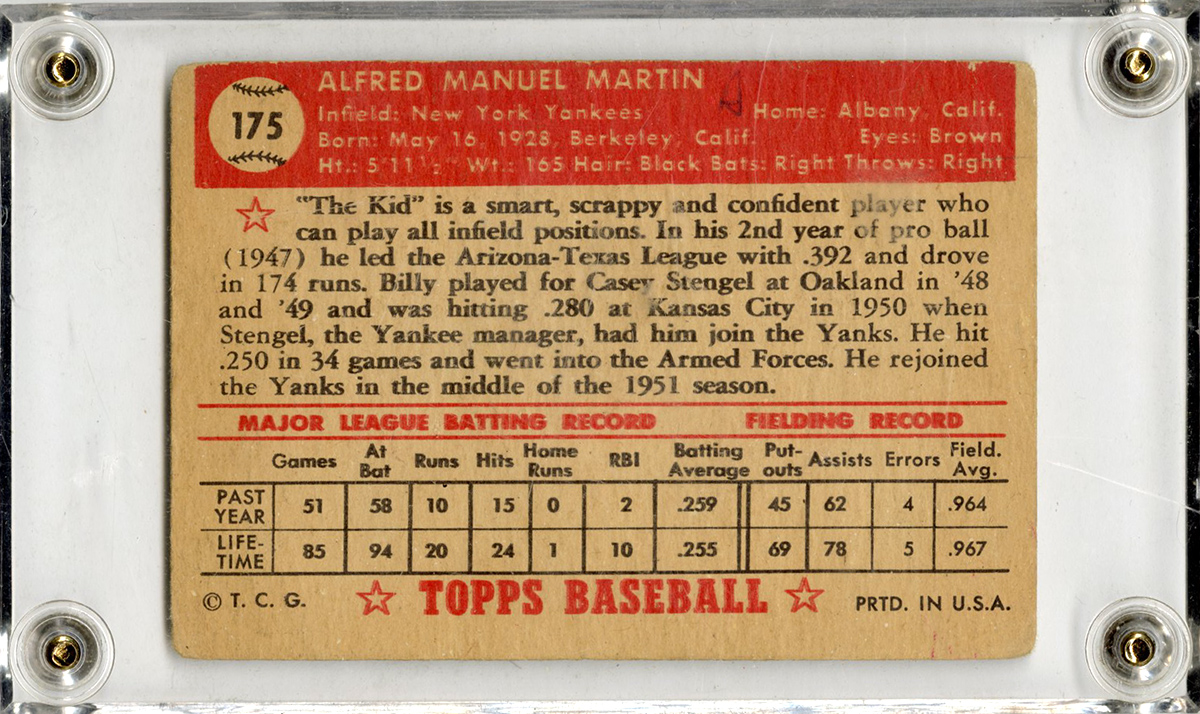 175
ALFRED MANUEL MARTIN
Infield: New York Yankees Home: Albany, Calif.
Born: May 16, 1928, Berkeley, Calif. Eyes: Brown
Ht.: 5'11½" Wt.: 165 Hair: Black Bats: Right Throws: Right
"The Kid" is a smart, scrappy and confident player who
can play all infield positions. In his 2nd year of pro ball
(1947) he led the Arizona-Texas League with .392 and drove
in 174 runs. Billy played for Casey Stengel at Oakland in '48
and '49 and was hitting .280 at Kansas City in 1950 when
Stengel, the Yankee manager, had him join the Yanks. He hit
.250 in 34 games and went into the Armed Forces. He rejoined
the Yanks in the middle of the 1951 season.
MAJOR LEAGUE BATTING RECORD FIELDING RECORD
Games At Bat Runs Hits Home Runs RBI Batting Average Put-outs Assists Errors Field. Avg.
PAST YEAR 51 58 10 15 0 2 .259 45 62 4 .964
LIFE-TIME 85 94 20 24 1 10 .255 69 78 5 .967
© T. C. G. TOPPS BASEBALL PRTD. IN U.S.A.